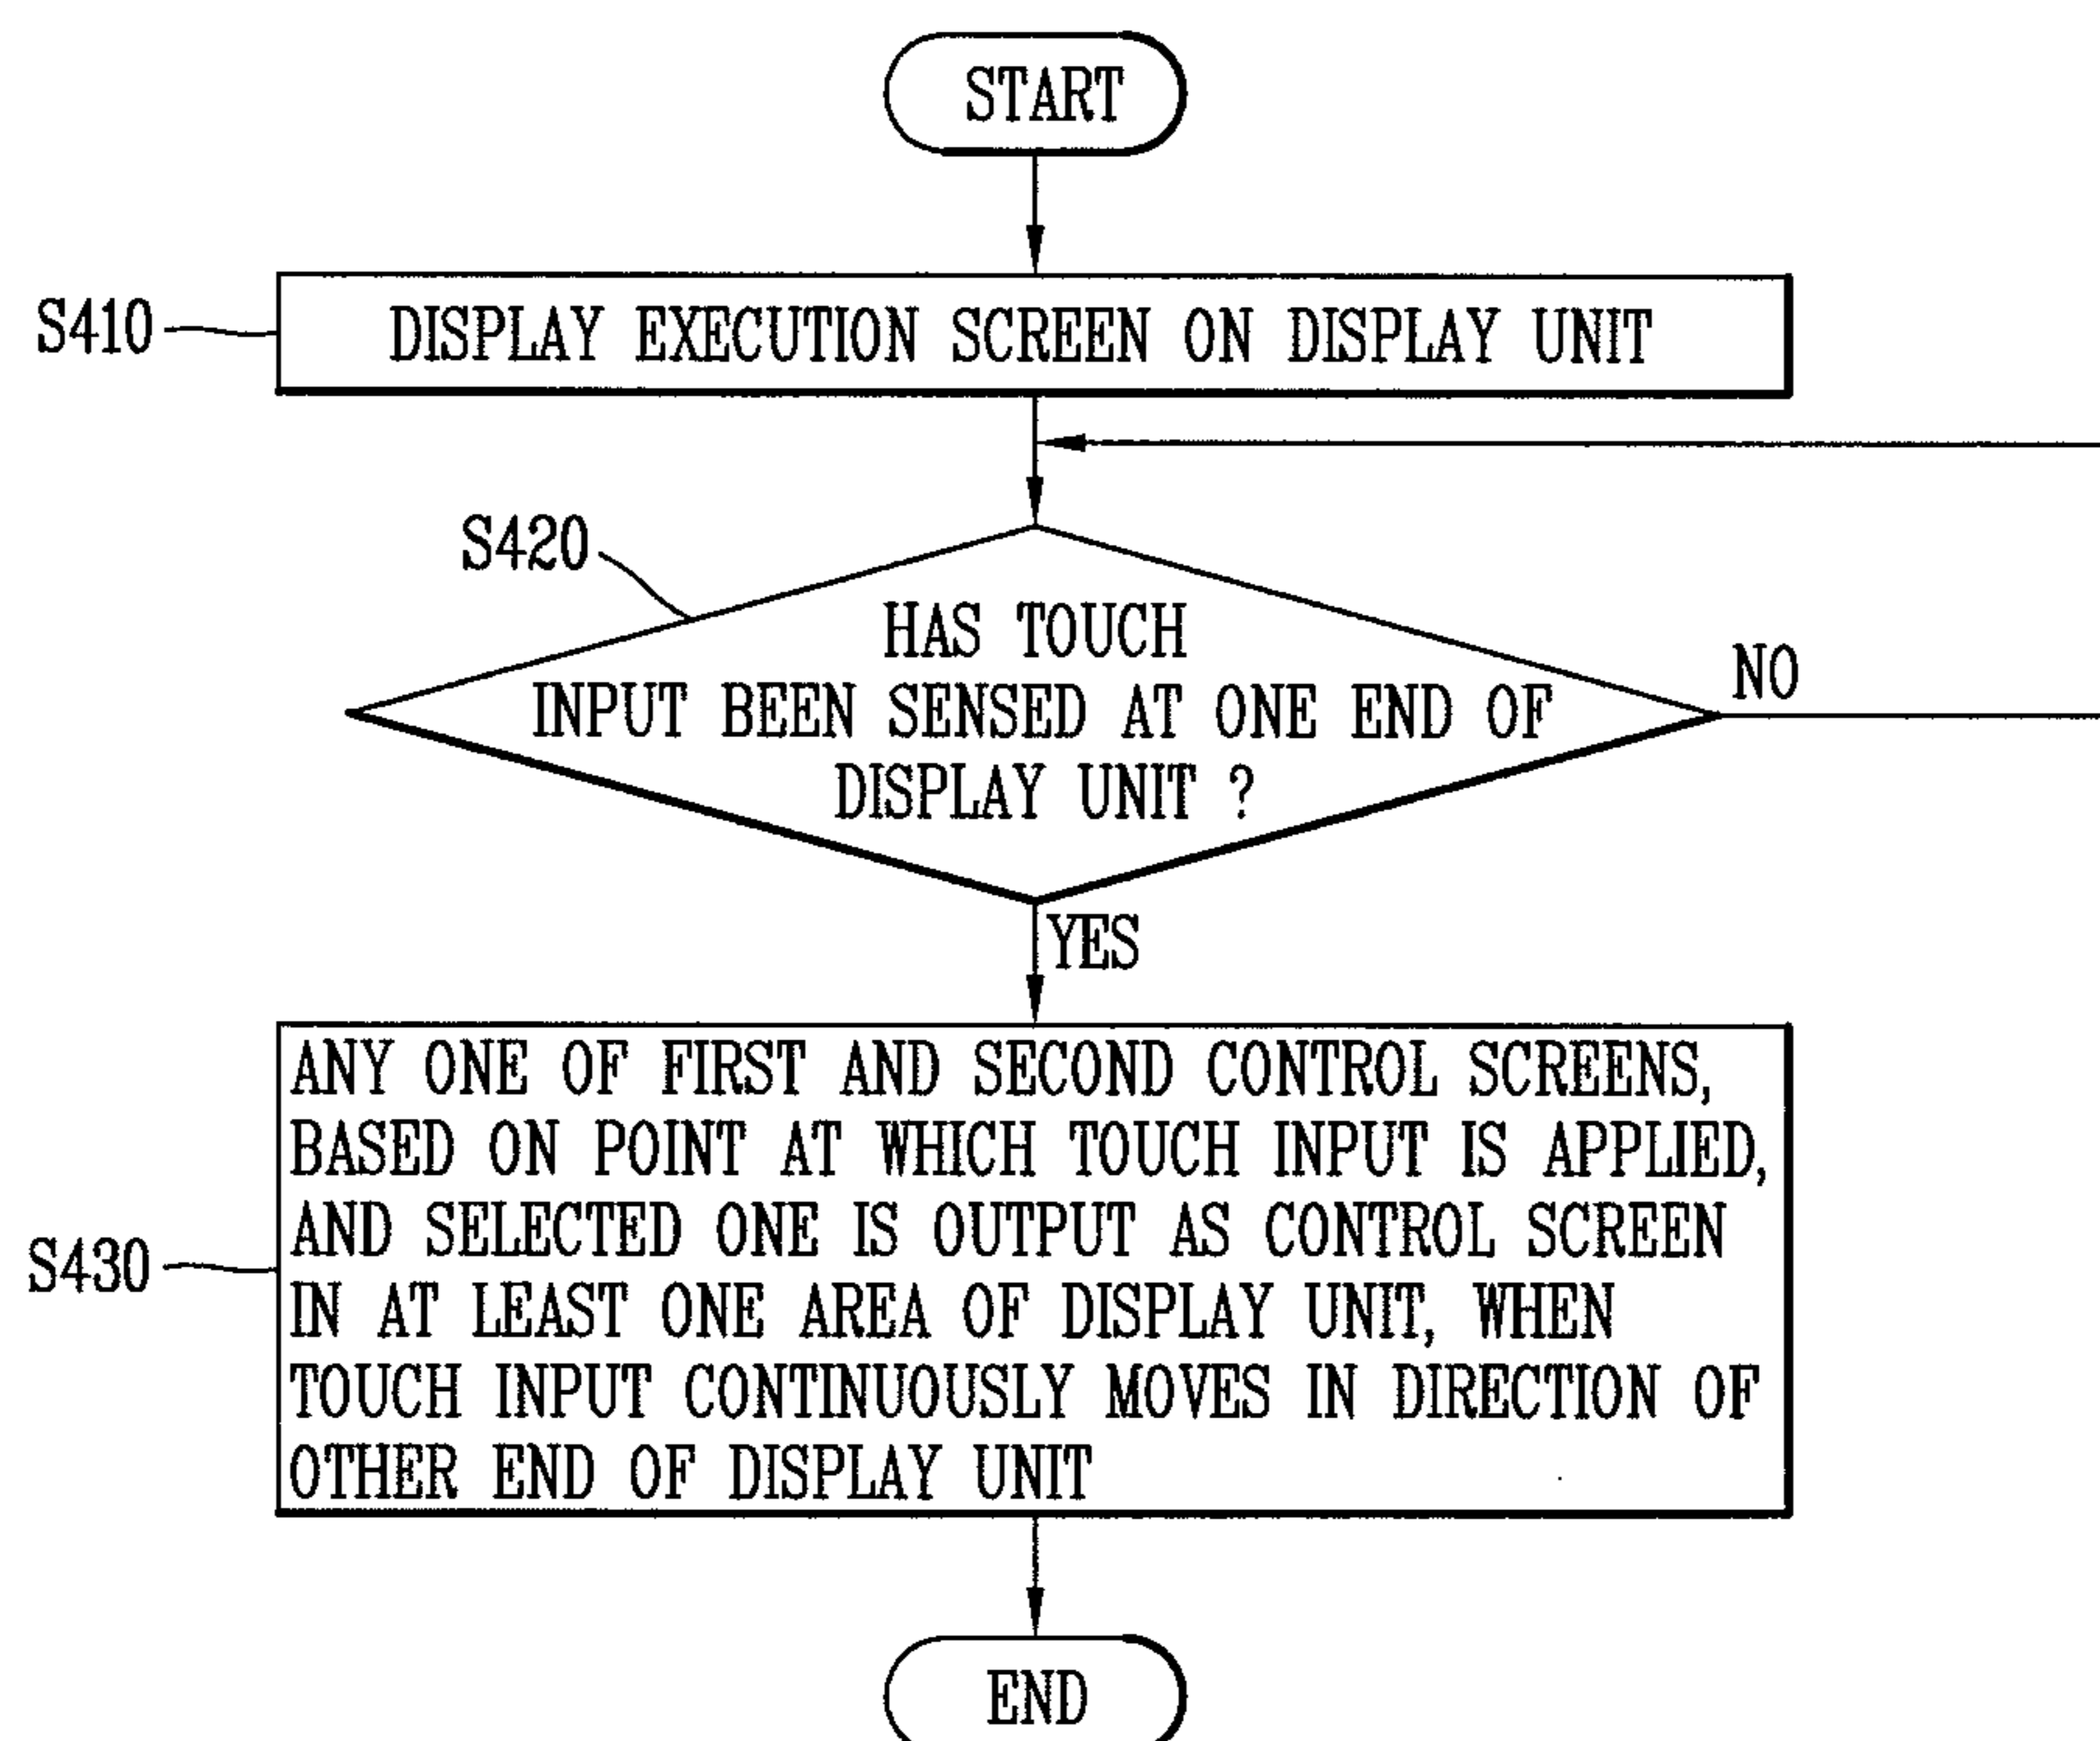 START
S410
DISPLAY EXECUTION SCREEN ON DISPLAY UNIT
S420
HAS TOUCH
INPUT BEEN SENSED AT ONE END OF
DISPLAY UNIT ?
NO
YES
S430
ANY ONE OF FIRST AND SECOND CONTROL SCREENS,
BASED ON POINT AT WHICH TOUCH INPUT IS APPLIED,
AND SELECTED ONE IS OUTPUT AS CONTROL SCREEN
IN AT LEAST ONE AREA OF DISPLAY UNIT, WHEN
TOUCH INPUT CONTINUOUSLY MOVES IN DIRECTION OF
OTHER END OF DISPLAY UNIT
END